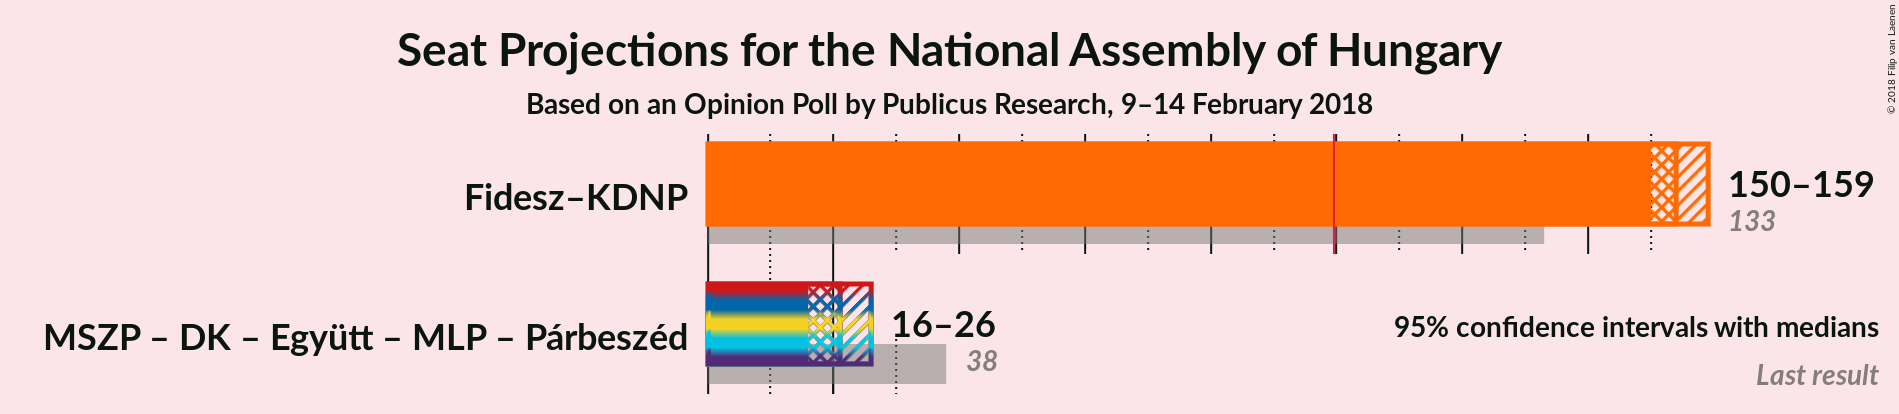 Seat Projections for the National Assembly of Hungary
Based on an Opinion Poll by Publicus Research, 9–14 February 2018
© 2018 Filip van Laenen
Fidesz–KDNP
150–159
133
MSZP – DK – Együtt – MLP – Párbeszéd
16–26
38
95% confidence intervals with medians
Last result